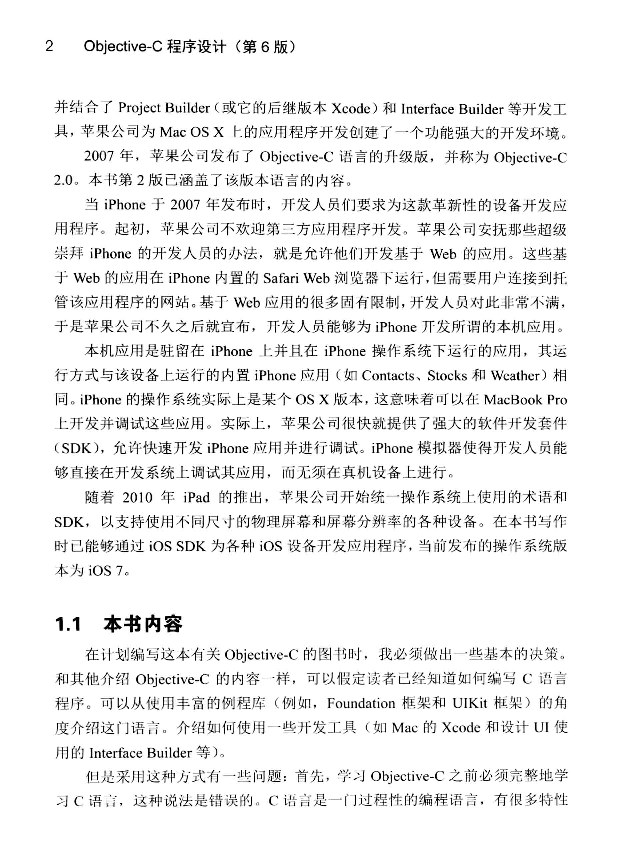 2 Objective-C 程序设计（第 6 版）
并结合了 Project Builder（或它的后继版本 Xcode）和 Interface Builder 等开发工
具，苹果公司为 Mac OS X 上的应用程序开发创建了一个功能强大的开发环境。
2007 年，苹果公司发布了 Objective-C 语言的升级版，并称为 Objective-C
2.0。本书第 2 版已涵盖了该版本语言的内容。
当 iPhone 于 2007 年发布时，开发人员们要求为这款革新性的设备开发应
用程序。起初，苹果公司不欢迎第三方应用程序开发。苹果公司安抚那些超级
崇拜 iPhone 的开发人员的办法，就是允许他们开发基于 Web 的应用。这些基
于 Web 的应用在 iPhone 内置的 Safari Web 浏览器下运行，但需要用户连接到托
管该应用程序的网站。基于 Web 应用的很多固有限制，开发人员对此非常不满，
于是苹果公司不久之后就宣布，开发人员能够为 iPhone 开发所谓的本机应用。
本机应用是驻留在 iPhone 上并且在 iPhone 操作系统下运行的应用，其运
行方式与该设备上运行的内置 iPhone 应用（如 Contacts、Stocks 和 Weather）相
同。iPhone 的操作系统实际上是某个 OS X 版本，这意味着可以在 MacBook Pro
上开发并调试这些应用。实际上，苹果公司很快就提供了强大的软件开发套件
（SDK），允许快速开发 iPhone 应用并进行调试。iPhone 模拟器使得开发人员能
够直接在开发系统上调试其应用，而无须在真机设备上进行。
随着 2010 年 iPad 的推出，苹果公司开始统一操作系统上使用的术语和
SDK，以支持使用不同尺寸的物理屏幕和屏幕分辨率的各种设备。在本书写作
时已能够通过 iOS SDK 为各种 iOS 设备开发应用程序，当前发布的操作系统版
本为 iOS 7。
1.1 本书内容
在计划编写这本有关 Objective-C 的图书时，我必须做出一些基本的决策。
和其他介绍 Objective-C 的内容一样，可以假定读者已经知道如何编写 C 语言
程序。可以从使用丰富的例程库（例如，Foundation 框架和 UIKit 框架）的角
度介绍这门语言。介绍如何使用一些开发工具（如 Mac 的 Xcode 和设计 UI 使
用的 Interface Builder 等）。
但是采用这种方式有一些问题：首先，学习 Objective-C 之前必须完整地学
习 C 语言，这种说法是错误的。C 语言是一门过程性的编程语言，有很多特性